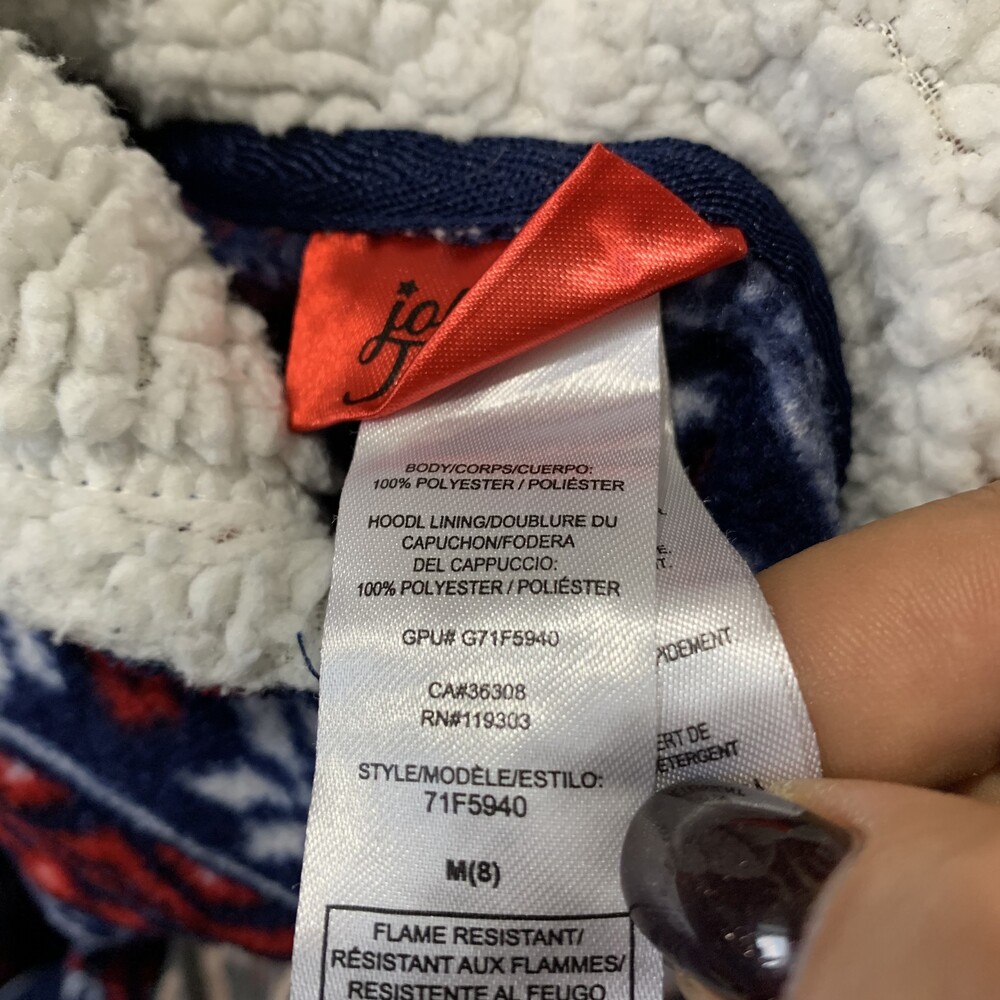 BODY/CORPS/CUERPO:
100% POLYESTER / POLIÉSTER
HOODL LINING/DOUBLURE DU
CAPUCHON/FODERA
DEL CAPPUCCIO:
100% POLYESTER / POLIÉSTER
GPU# G71F5940
CA#36308
RN#119303
STYLE/MODÈLE/ESTILO:
71F5940
M(8)
FLAME RESISTANT/
RÉSISTANT AUX FLAMMES/
RESISTENTE AL FEUGO